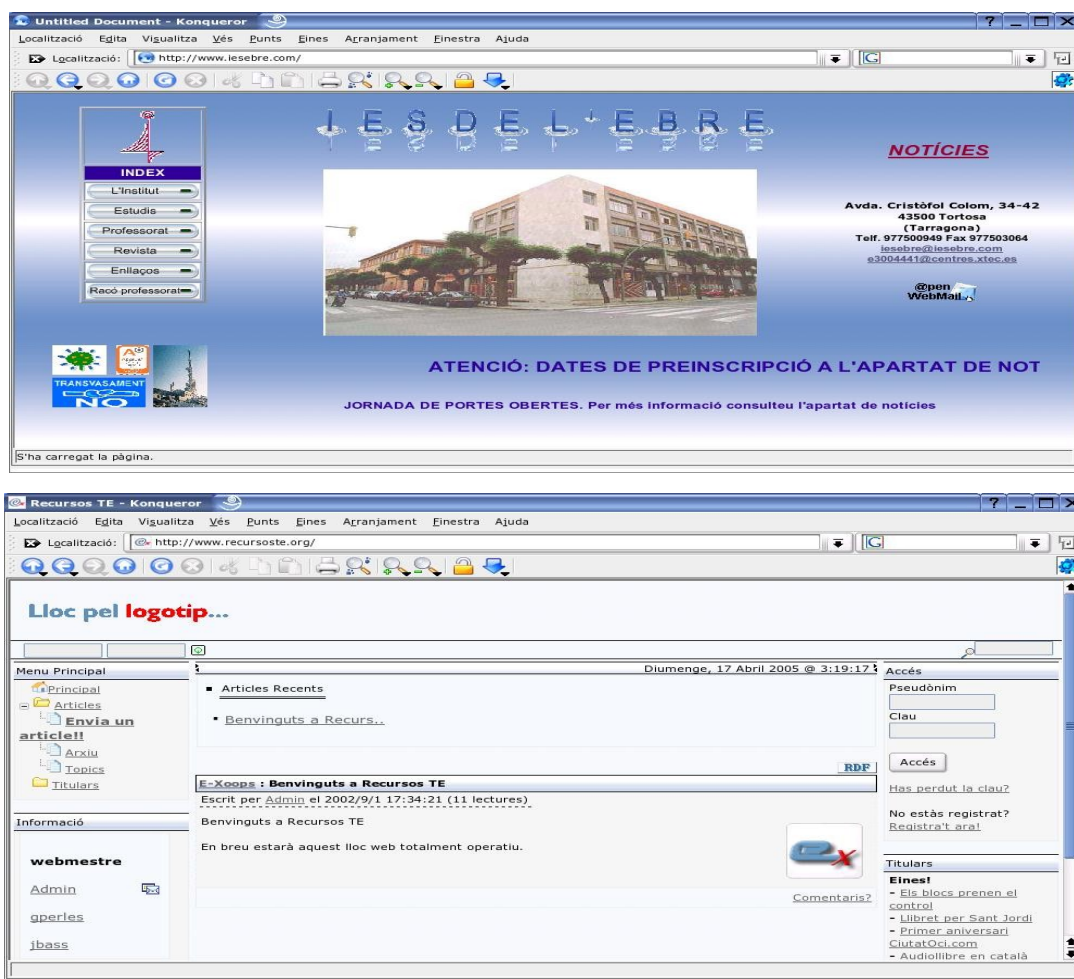 Untitled Document - Konqueror
Localització Edita Visualitza Vés Punts Eines Arranjament Finestra Ajuda
Localització: http://www.iesebre.com/
IES DE L'EBRE
INDEX
L'Institut
Estudis
Professorat
Revista
Enllaços
Racó professorat
NOTÍCIES
Avda. Cristòfol Colom, 34-42
43500 Tortosa
(Tarragona)
Telf. 977500949 Fax 977503064
iesebre@iesebre.com
e3004441@centres.xtec.es
@pen
WebMail
TRANSVASAMENT
NO
ATENCIÓ: DATES DE PREINSCRIPCIÓ A L'APARTAT DE NOT
JORNADA DE PORTES OBERTES. Per més informació consulteu l'apartat de notícies
S'ha carregat la pàgina.
Recursos TE - Konqueror
Localització Edita Visualitza Vés Punts Eines Arranjament Finestra Ajuda
Localització: http://www.recursoste.org/
Lloc pel logotip...
Menu Principal
Principal
Articles
Envia un
article!!
Arxiu
Topics
Titulars
Informació
webmestre
Admin
gperles
jbass
Diumenge, 17 Abril 2005 @ 3:19:17
Articles Recents
Benvinguts a Recurs..
RDF
E-Xoops : Benvinguts a Recursos TE
Escrit per Admin el 2002/9/1 17:34:21 (11 lectures)
Benvinguts a Recursos TE
En breu estarà aquest lloc web totalment operatiu.
Comentaris?
Accés
Pseudònim
Clau
Accés
Has perdut la clau?
No estàs registrat?
Registra't ara!
Titulars
Eines!
- Els blocs prenen el
control
- Llibret per Sant Jordi
- Primer aniversari
CiutatOci.com
- Audiollibre en català